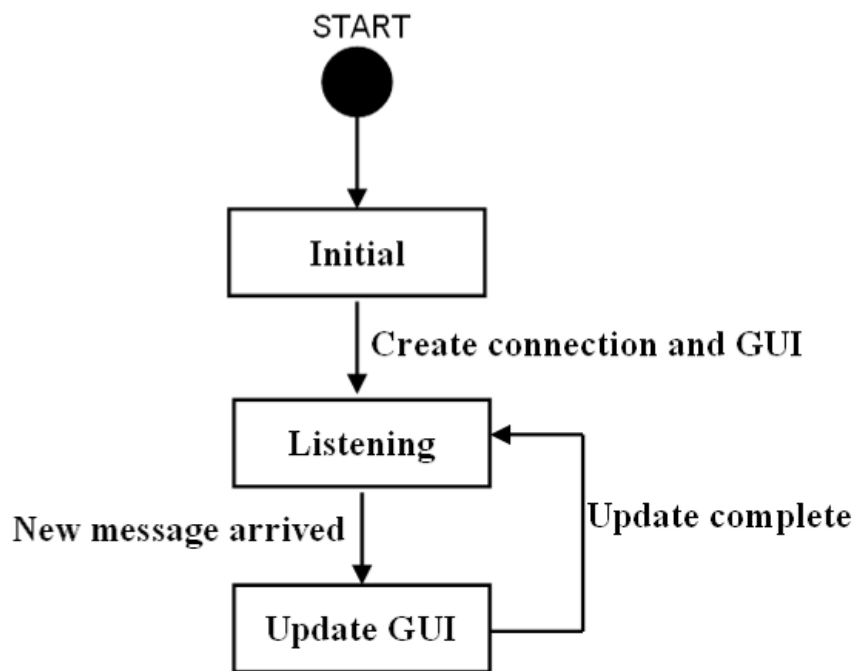 START
Initial
Create connection and GUI
Listening
New message arrived
Update complete
Update GUI